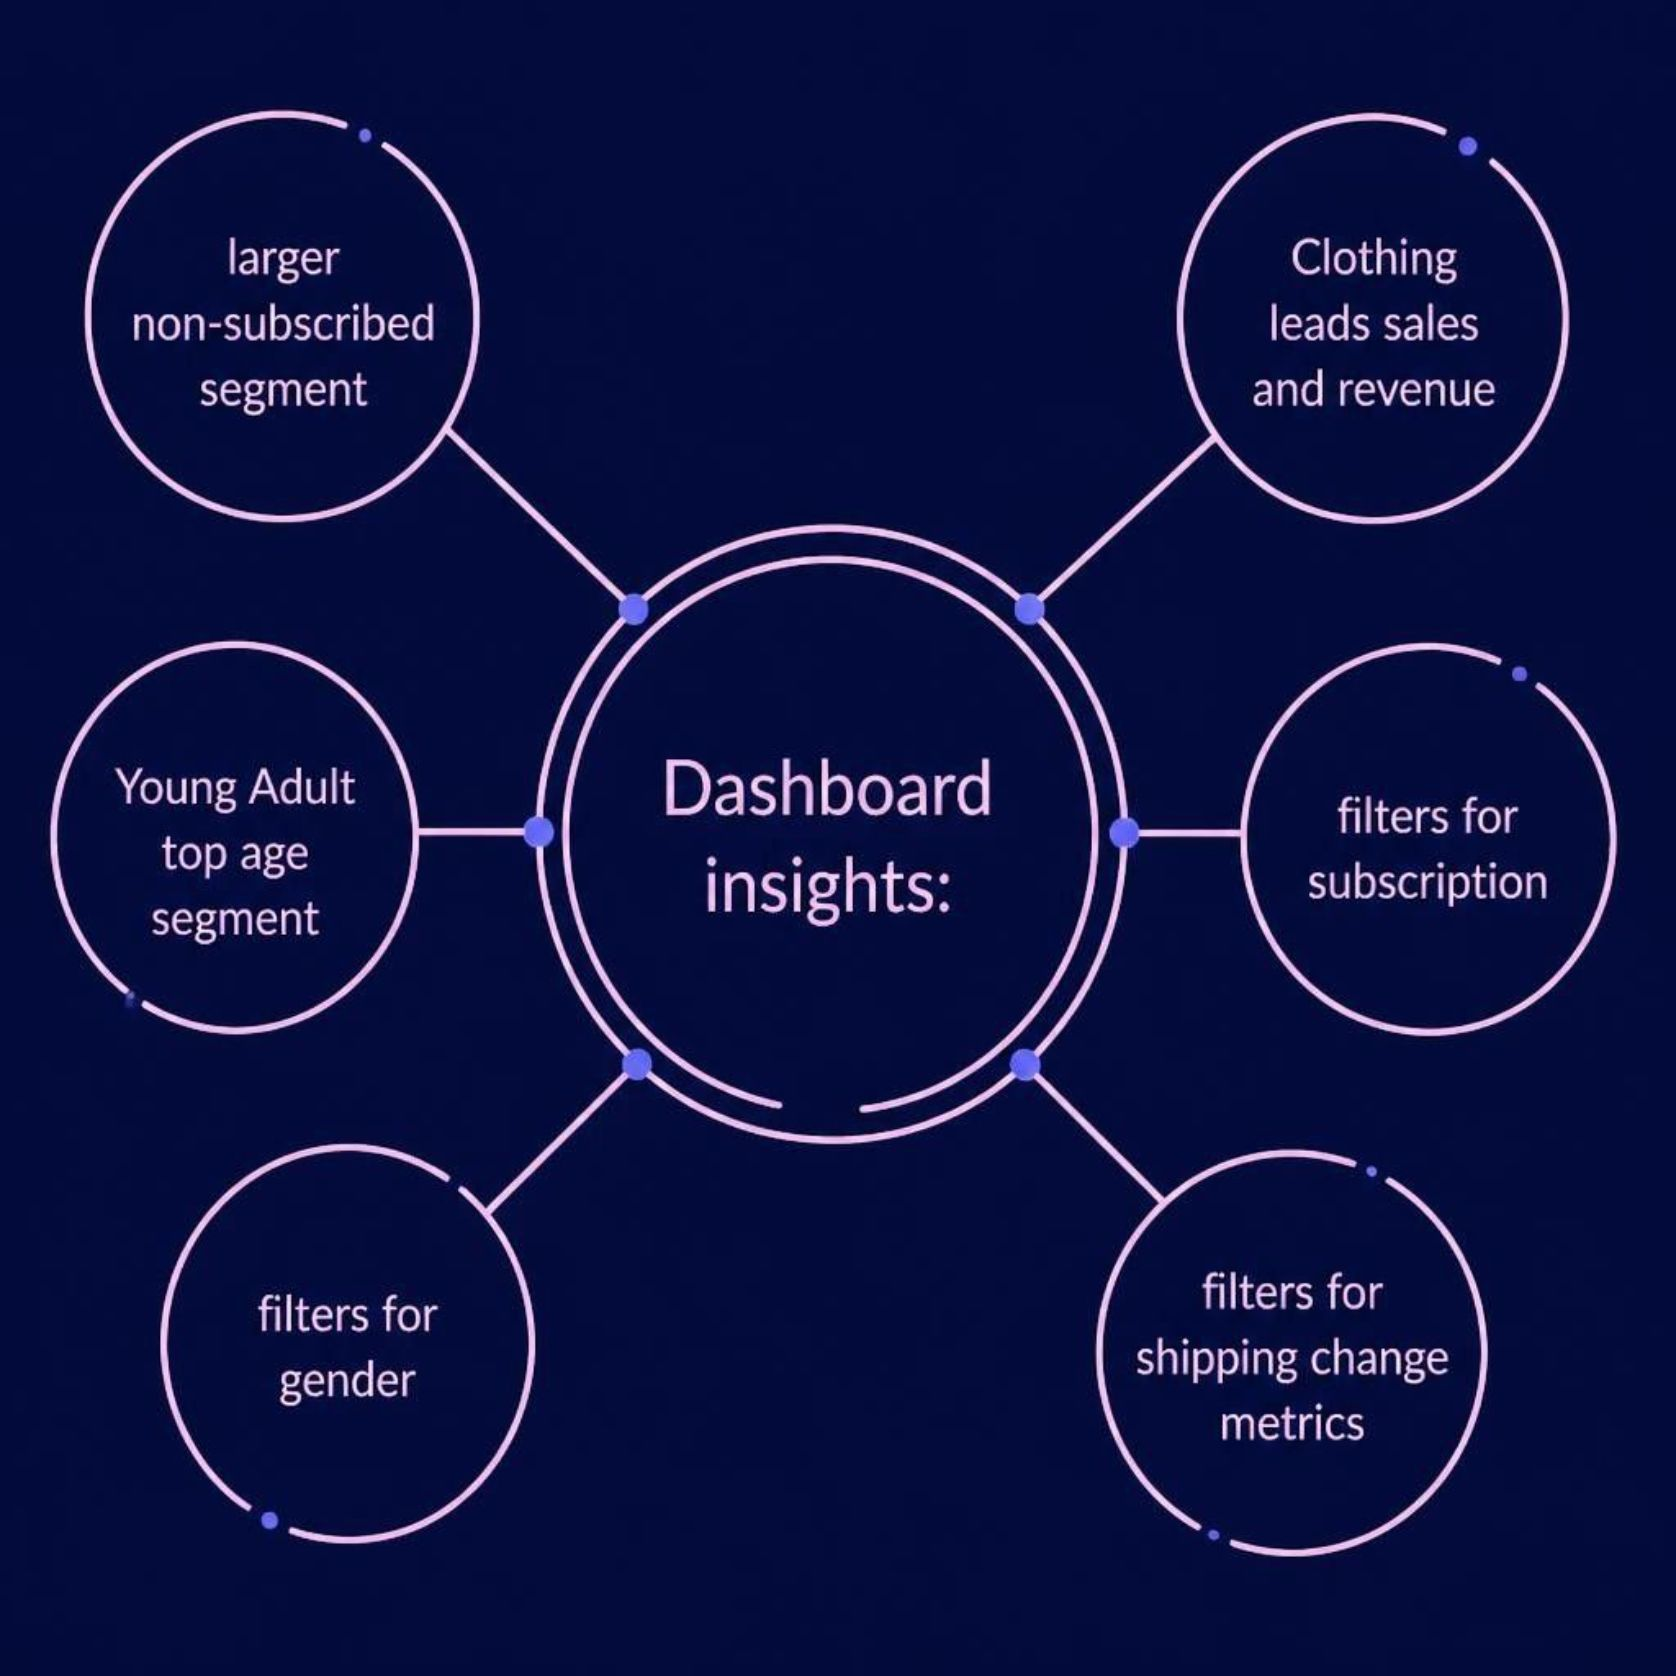 larger
non-subscribed
segment
Clothing
leads sales
and revenue
Young Adult
top age
segment
Dashboard
insights:
filters for
subscription
filters for
gender
filters for
shipping change
metrics